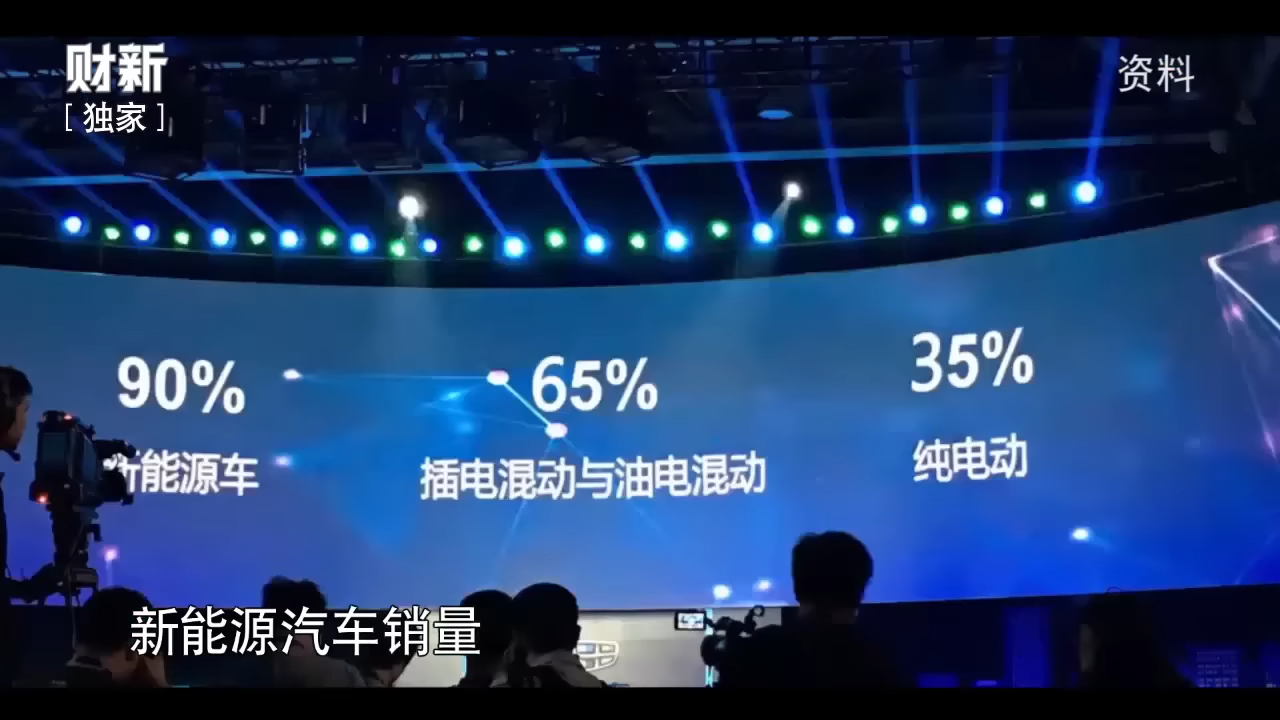 财新
[ 独家 ]
资料
90%
65%
35%
新能源车
插电混动与油电混动
纯电动
新能源汽车销量